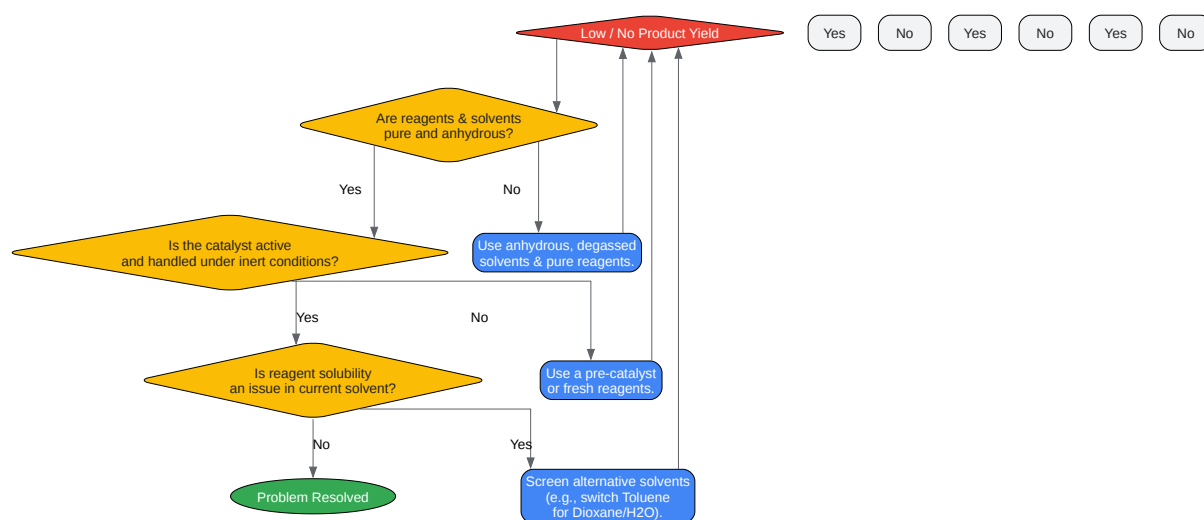 Low / No Product Yield
Yes
No
Yes
No
Yes
No
Are reagents & solvents
pure and anhydrous?
Yes
No
Is the catalyst active
and handled under inert conditions?
Use anhydrous, degassed
solvents & pure reagents.
Yes
No
Is reagent solubility
an issue in current solvent?
Use a pre-catalyst
or fresh reagents.
No
Yes
Problem Resolved
Screen alternative solvents
(e.g., switch Toluene
for Dioxane/H2O).